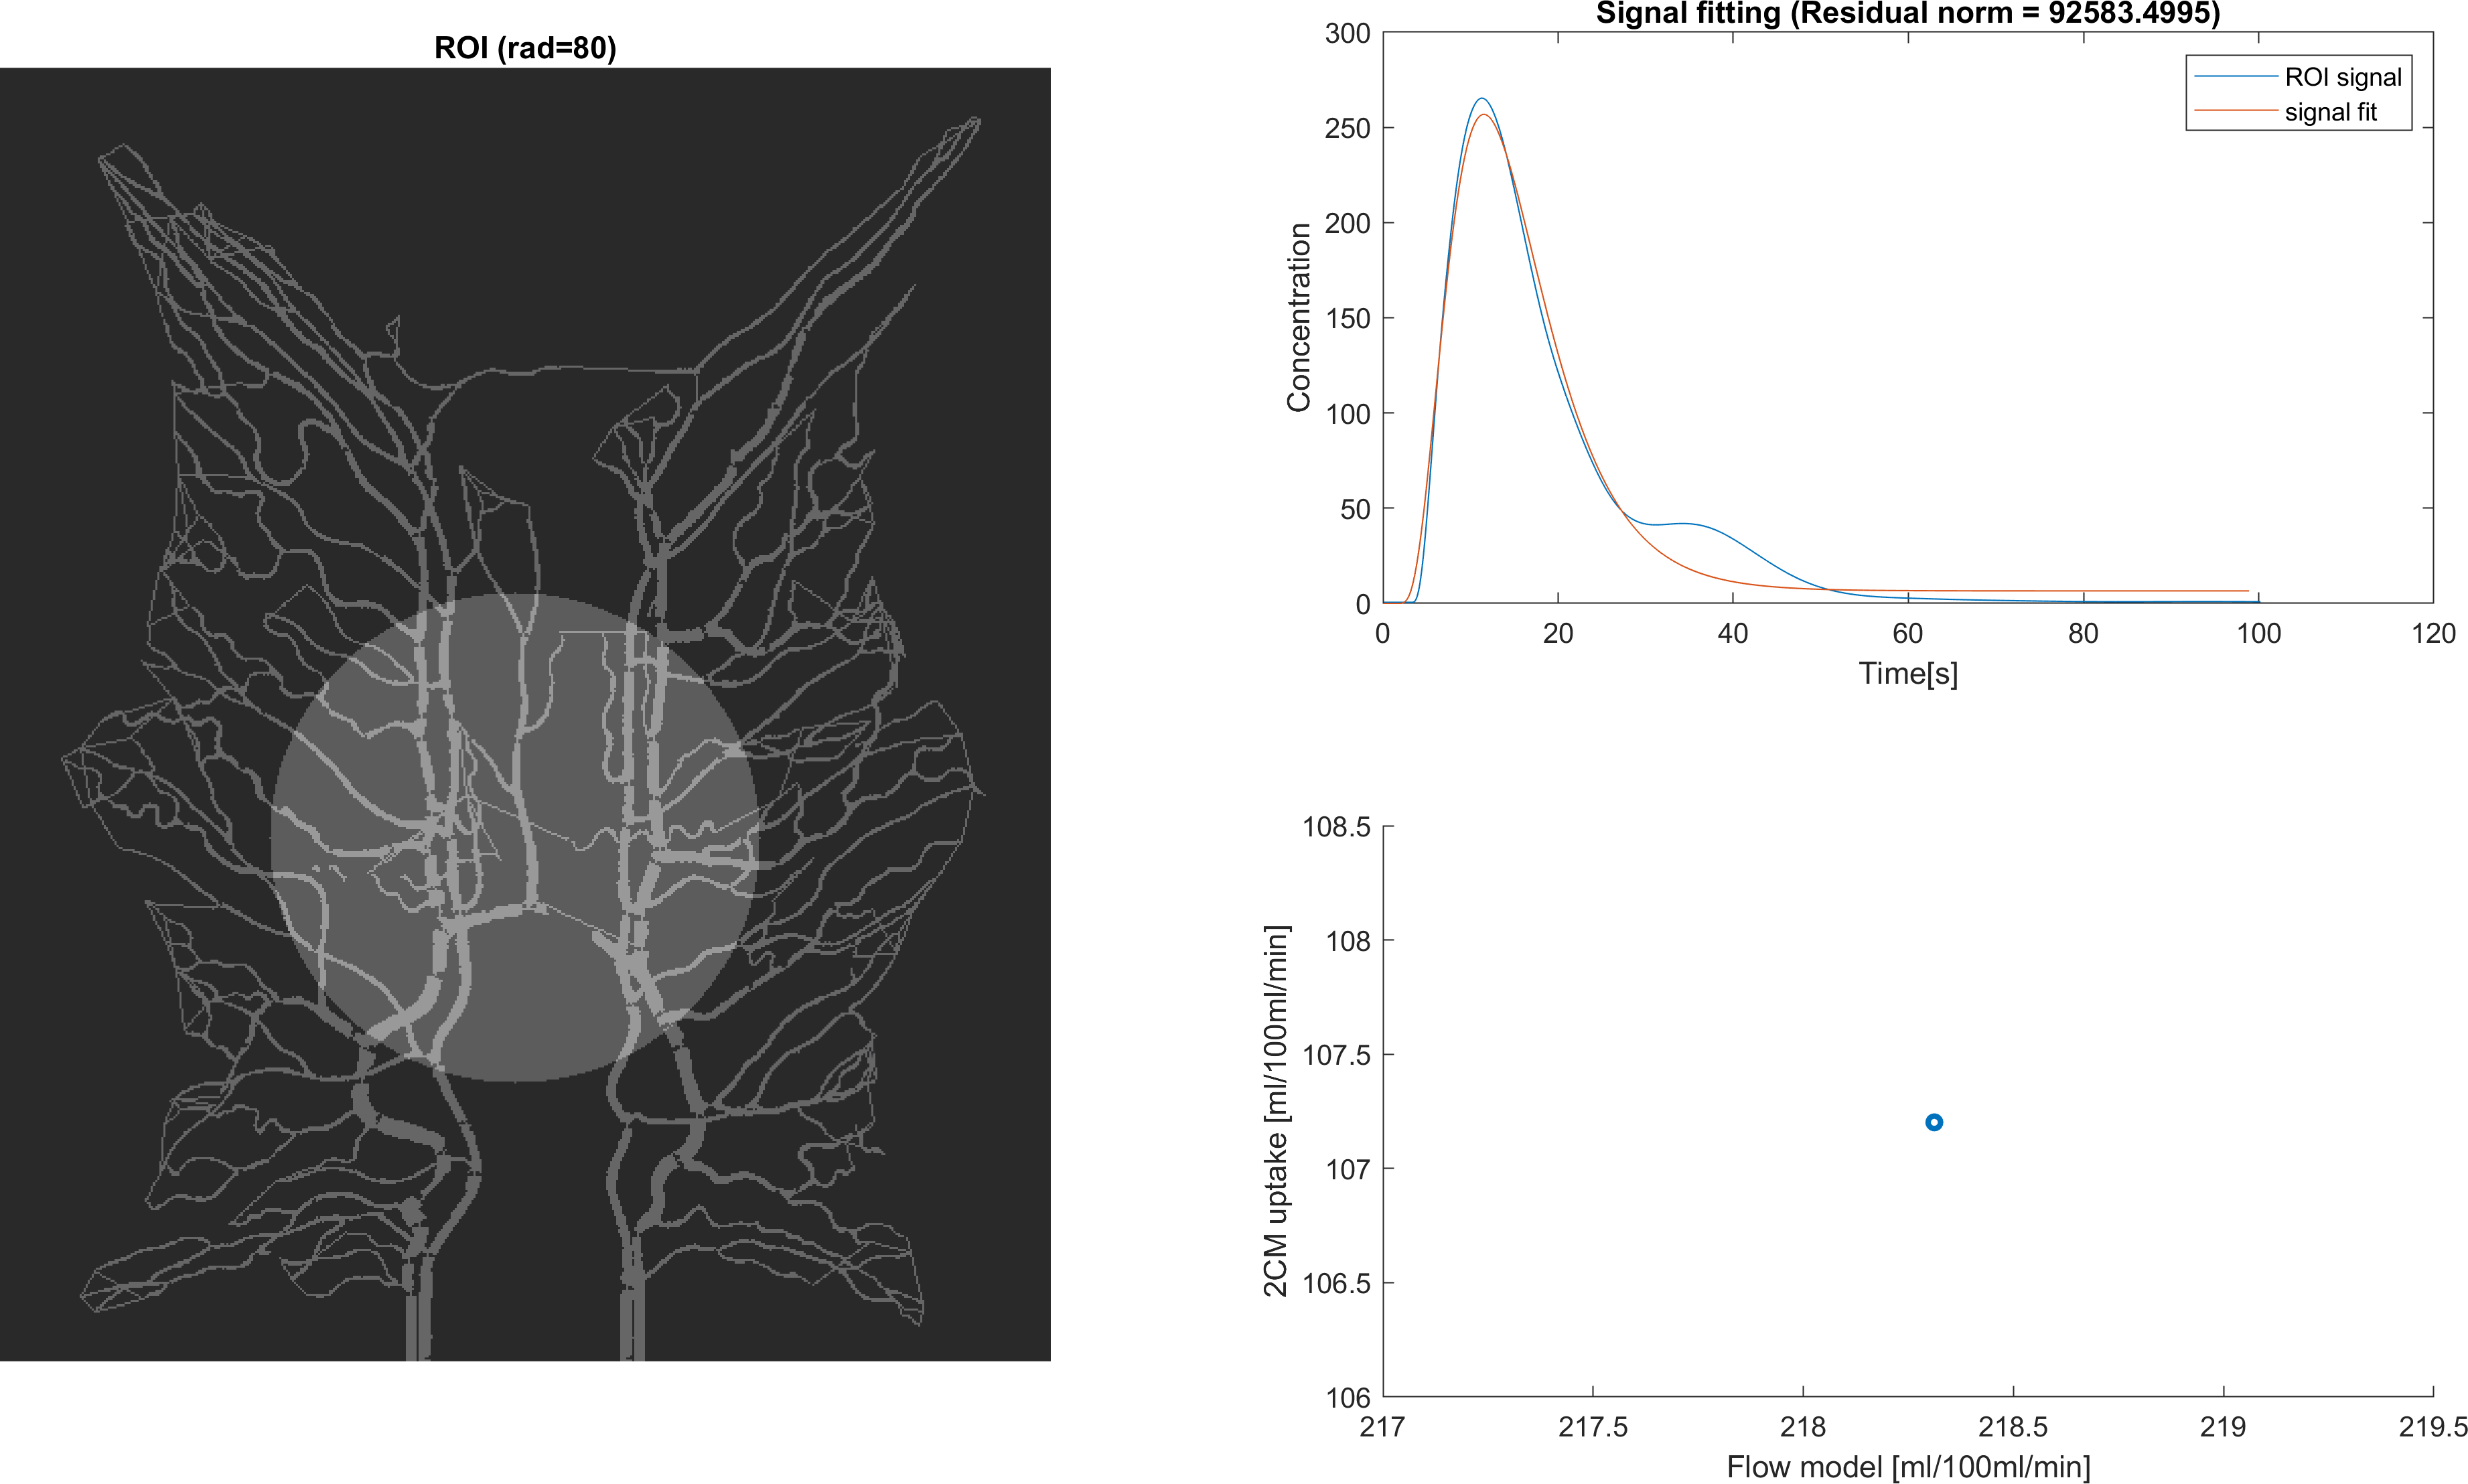 ROI (rad=80)
Signal fitting (Residual norm = 92583.4995)
300
250
200
150
100
50
0
Concentration
ROI signal
signal fit
0 20 40 60 80 100 120
Time[s]
108.5
108
107.5
107
106.5
106
2CM uptake [ml/100ml/min]
217 217.5 218 218.5 219 219.5
Flow model [ml/100ml/min]